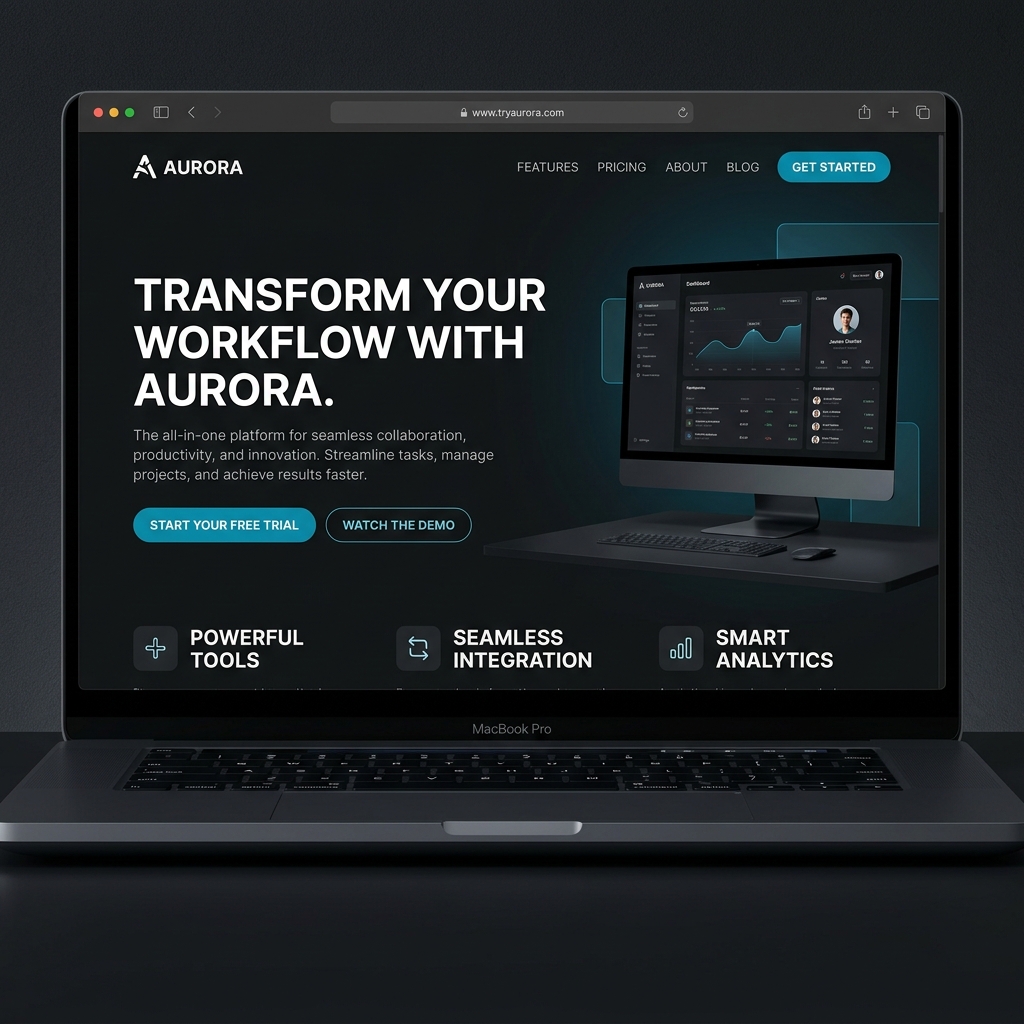 www.tryaurora.com
AURORA
FEATURES
PRICING
ABOUT
BLOG
GET STARTED
TRANSFORM YOUR
WORKFLOW WITH
AURORA.
The all-in-one platform for seamless collaboration,
productivity, and innovation. Streamline tasks, manage
projects, and achieve results faster.
START YOUR FREE TRIAL
WATCH THE DEMO
Dashboard
POWERFUL
TOOLS
SEAMLESS
INTEGRATION
SMART
ANALYTICS
MacBook Pro